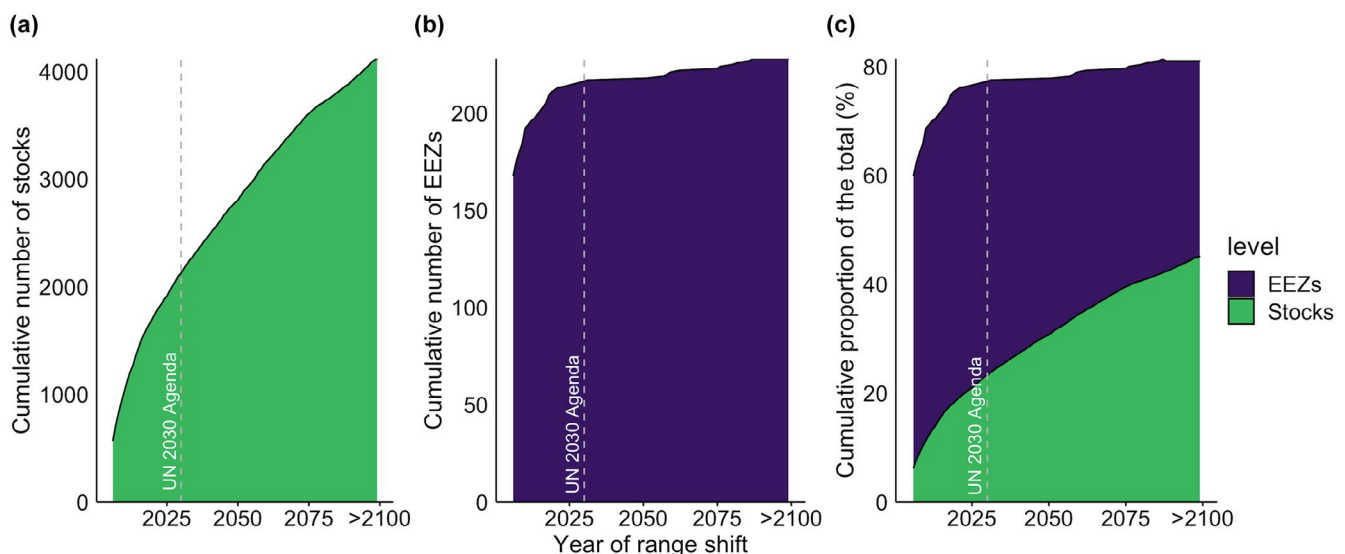 (a)
Cumulative number of stocks
4000
3000
2000
1000
0
UN 2030 Agenda
2025 2050 2075 >2100
(b)
Cumulative number of EEZs
200
150
100
50
0
UN 2030 Agenda
2025 2050 2075 >2100
Year of range shift
(c)
Cumulative proportion of the total (%)
80
60
40
20
0
UN 2030 Agenda
2025 2050 2075 >2100
level
EEZs
Stocks